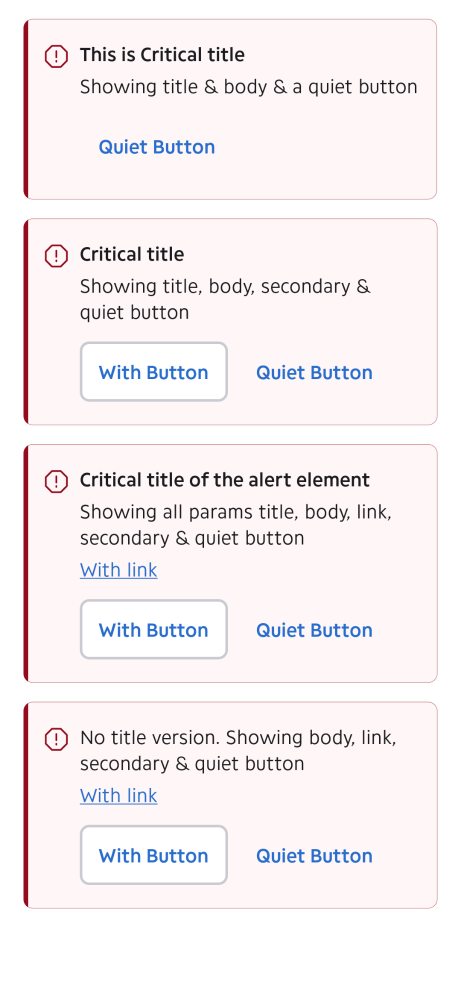 This is Critical title
Showing title & body & a quiet button
Quiet Button
Critical title
Showing title, body, secondary &
quiet button
With Button
Quiet Button
Critical title of the alert element
Showing all params title, body, link,
secondary & quiet button
With link
With Button
Quiet Button
No title version. Showing body, link,
secondary & quiet button
With link
With Button
Quiet Button